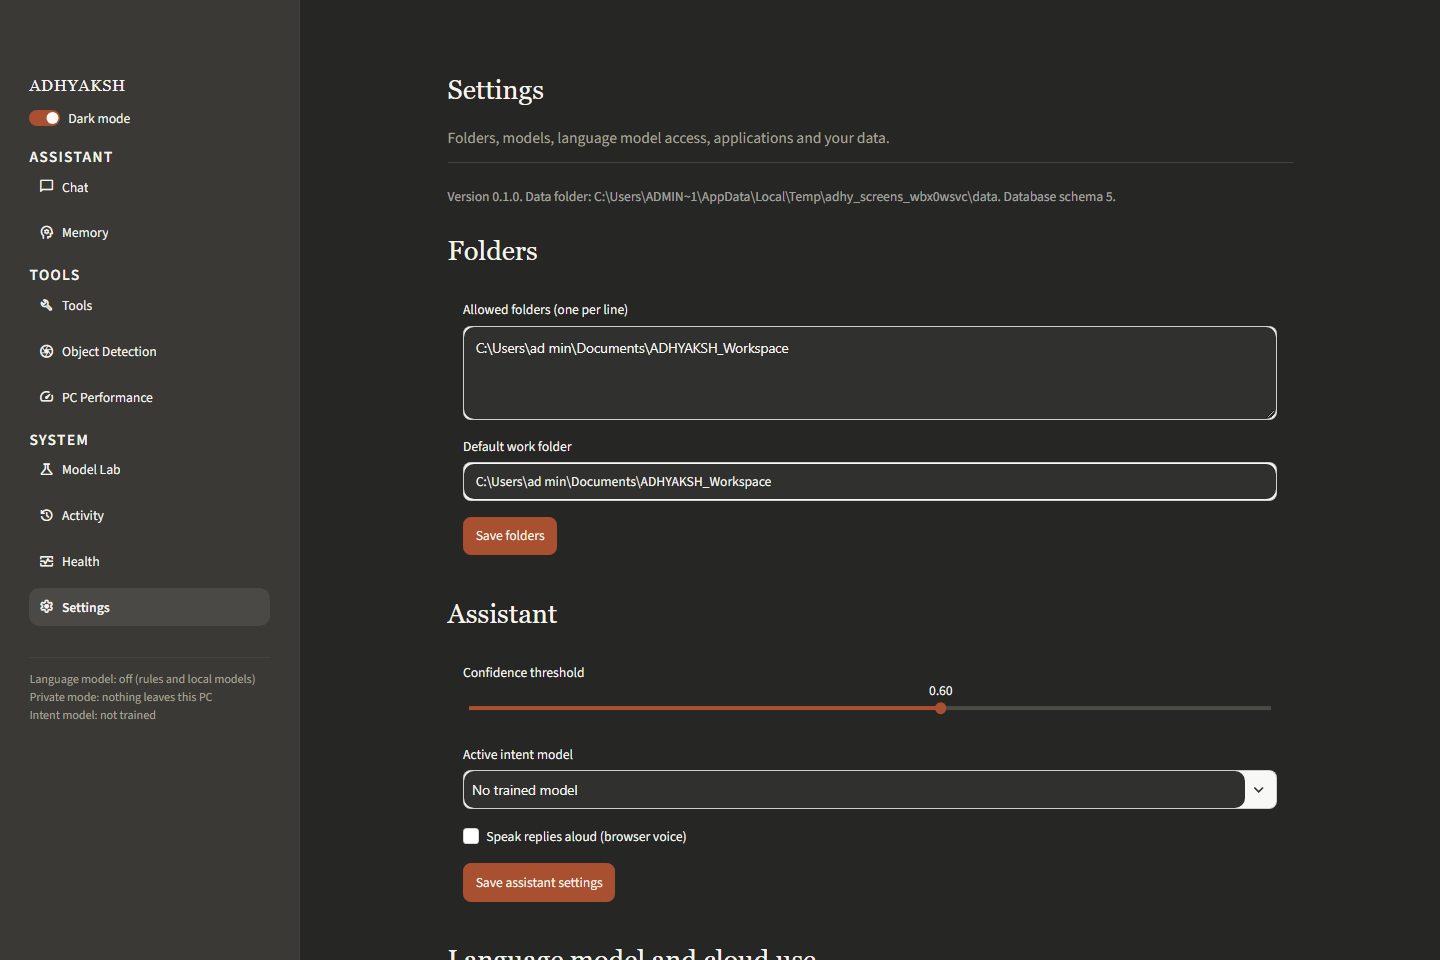 ADHYAKSH
Dark mode
ASSISTANT
Chat
Memory
TOOLS
Tools
Object Detection
PC Performance
SYSTEM
Model Lab
Activity
Health
Settings
Language model: off (rules and local models)
Private mode: nothing leaves this PC
Intent model: not trained
Settings
Folders, models, language model access, applications and your data.
Version 0.1.0. Data folder: C:\Users\ADMIN~1\AppData\Local\Temp\adhy_screens_wbx0wsvc\data. Database schema 5.
Folders
Allowed folders (one per line)
C:\Users\ad min\Documents\ADHYAKSH_Workspace
Default work folder
C:\Users\ad min\Documents\ADHYAKSH_Workspace
Save folders
Assistant
Confidence threshold
0.60
Active intent model
No trained model
Speak replies aloud (browser voice)
Save assistant settings
Language model and cloud use